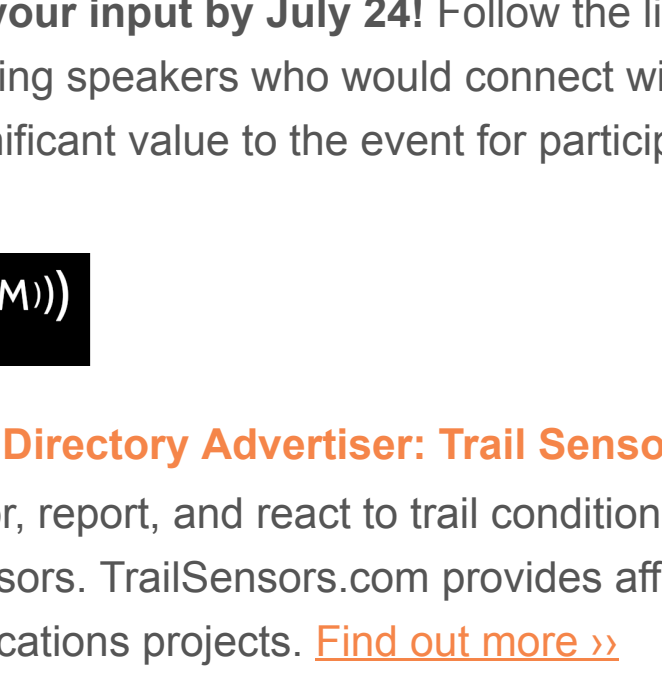 your input by July 24! Follow the li
ing speakers who would connect wi
nificant value to the event for particip
M)))
Directory Advertiser: Trail Senso
r, report, and react to trail condition
sors. TrailSensors.com provides aff
cations projects. Find out more ››